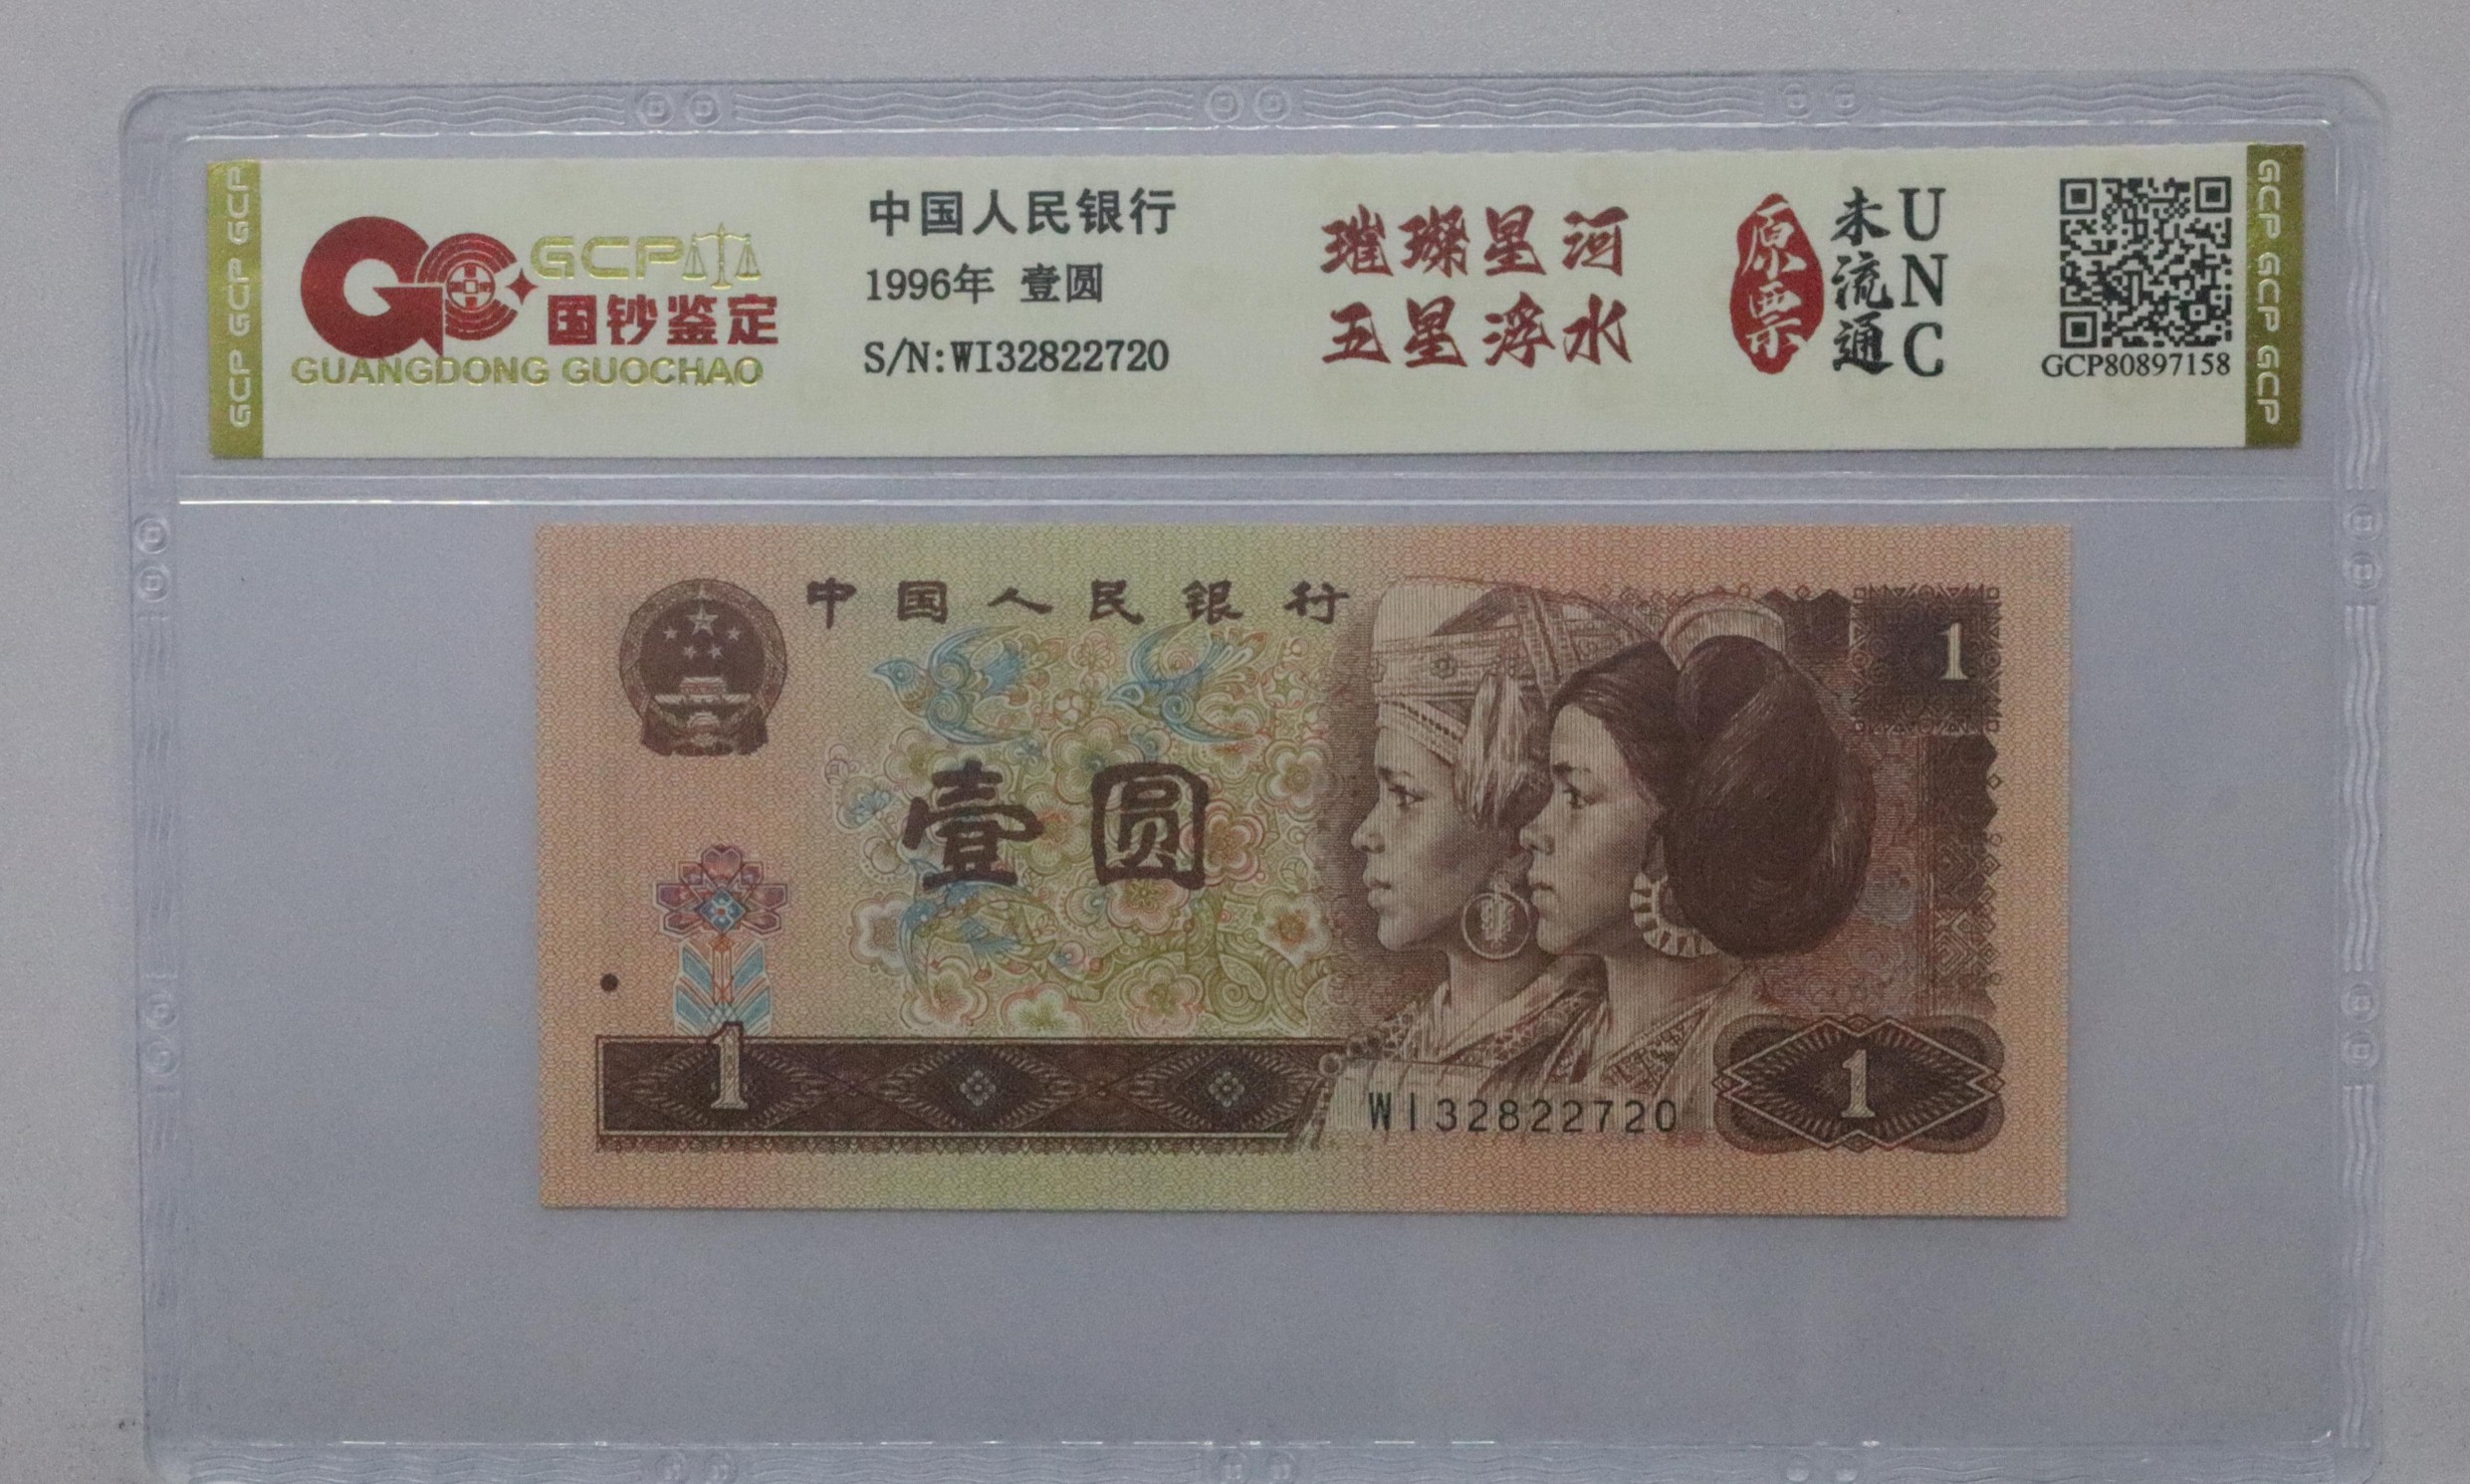 GCP GCP GCP
GCP
国钞鉴定
GUANGDONG GUOCHAO
中国人民银行
1996年 壹圆
S/N:WI32822720
璀璨星河
五星浮水
原票
未流通
UNC
GCP80897158
GCP GCP GCP
中国人民银行
1
壹圆
1
WI32822720
1